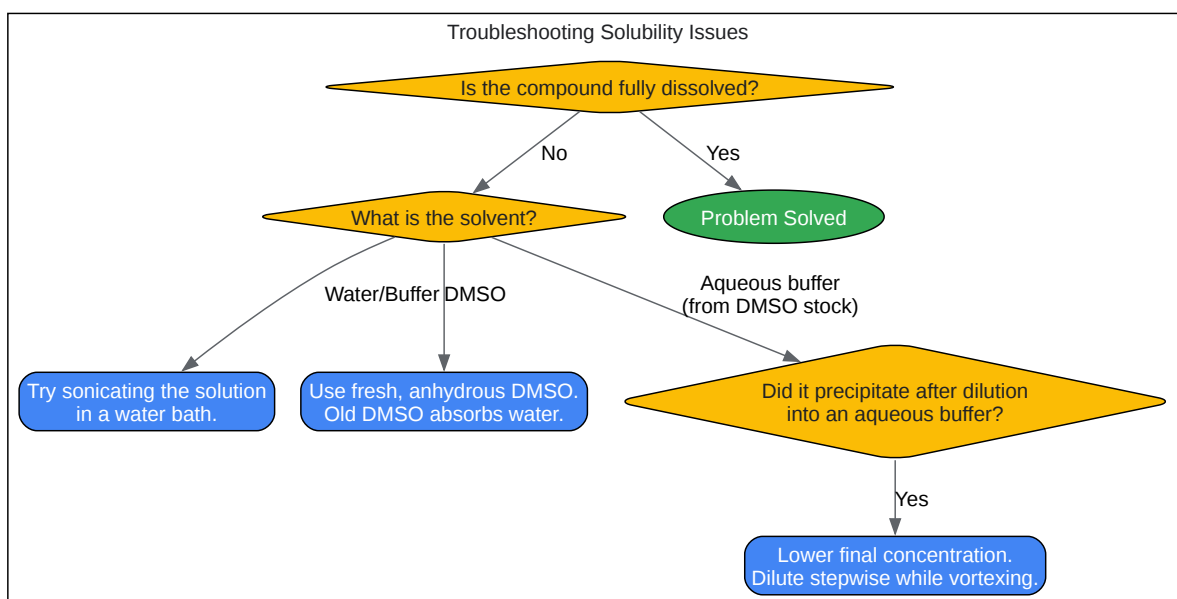 Troubleshooting Solubility Issues
Is the compound fully dissolved?
No
Yes
What is the solvent?
Problem Solved
Water/Buffer
DMSO
Aqueous buffer
(from DMSO stock)
Try sonicating the solution
in a water bath.
Use fresh, anhydrous DMSO.
Old DMSO absorbs water.
Did it precipitate after dilution
into an aqueous buffer?
Yes
Lower final concentration.
Dilute stepwise while vortexing.